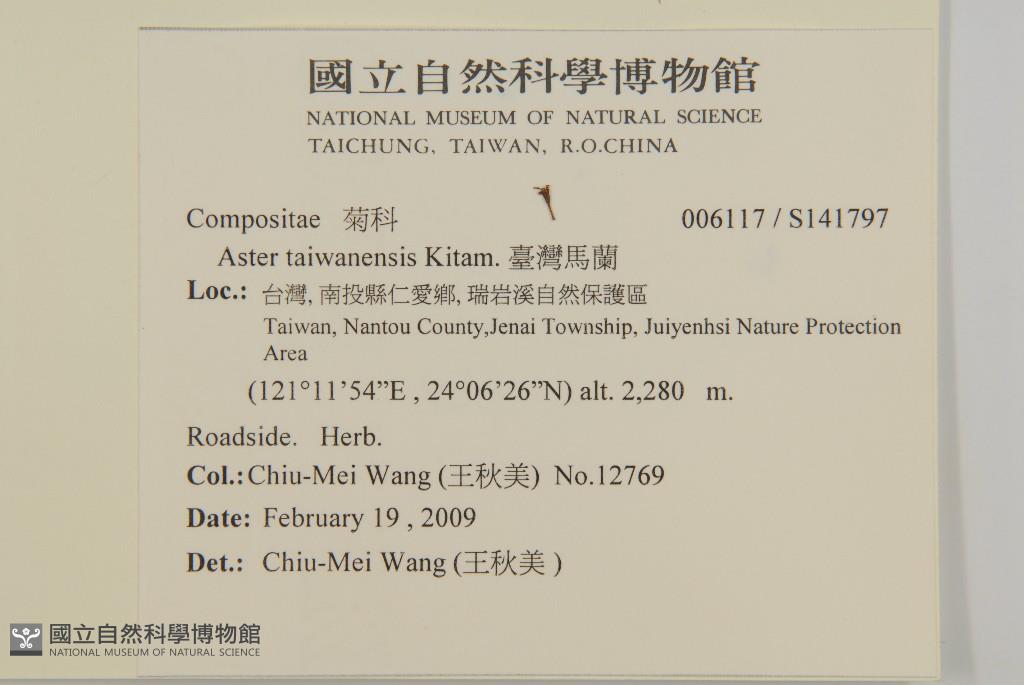 國立自然科學博物館
NATIONAL MUSEUM OF NATURAL SCIENCE
TAICHUNG, TAIWAN, R.O.CHINA
Compositae 菊科 006117 / S141797
Aster taiwanensis Kitam. 臺灣馬蘭
Loc.: 台灣, 南投縣仁愛鄉, 瑞岩溪自然保護區
Taiwan, Nantou County,Jenai Township, Juiyenhsi Nature Protection
Area
(121°11’54”E , 24°06’26”N) alt. 2,280 m.
Roadside. Herb.
Col.: Chiu-Mei Wang (王秋美) No.12769
Date: February 19 , 2009
Det.: Chiu-Mei Wang (王秋美 )
國立自然科學博物館
NATIONAL MUSEUM OF NATURAL SCIENCE